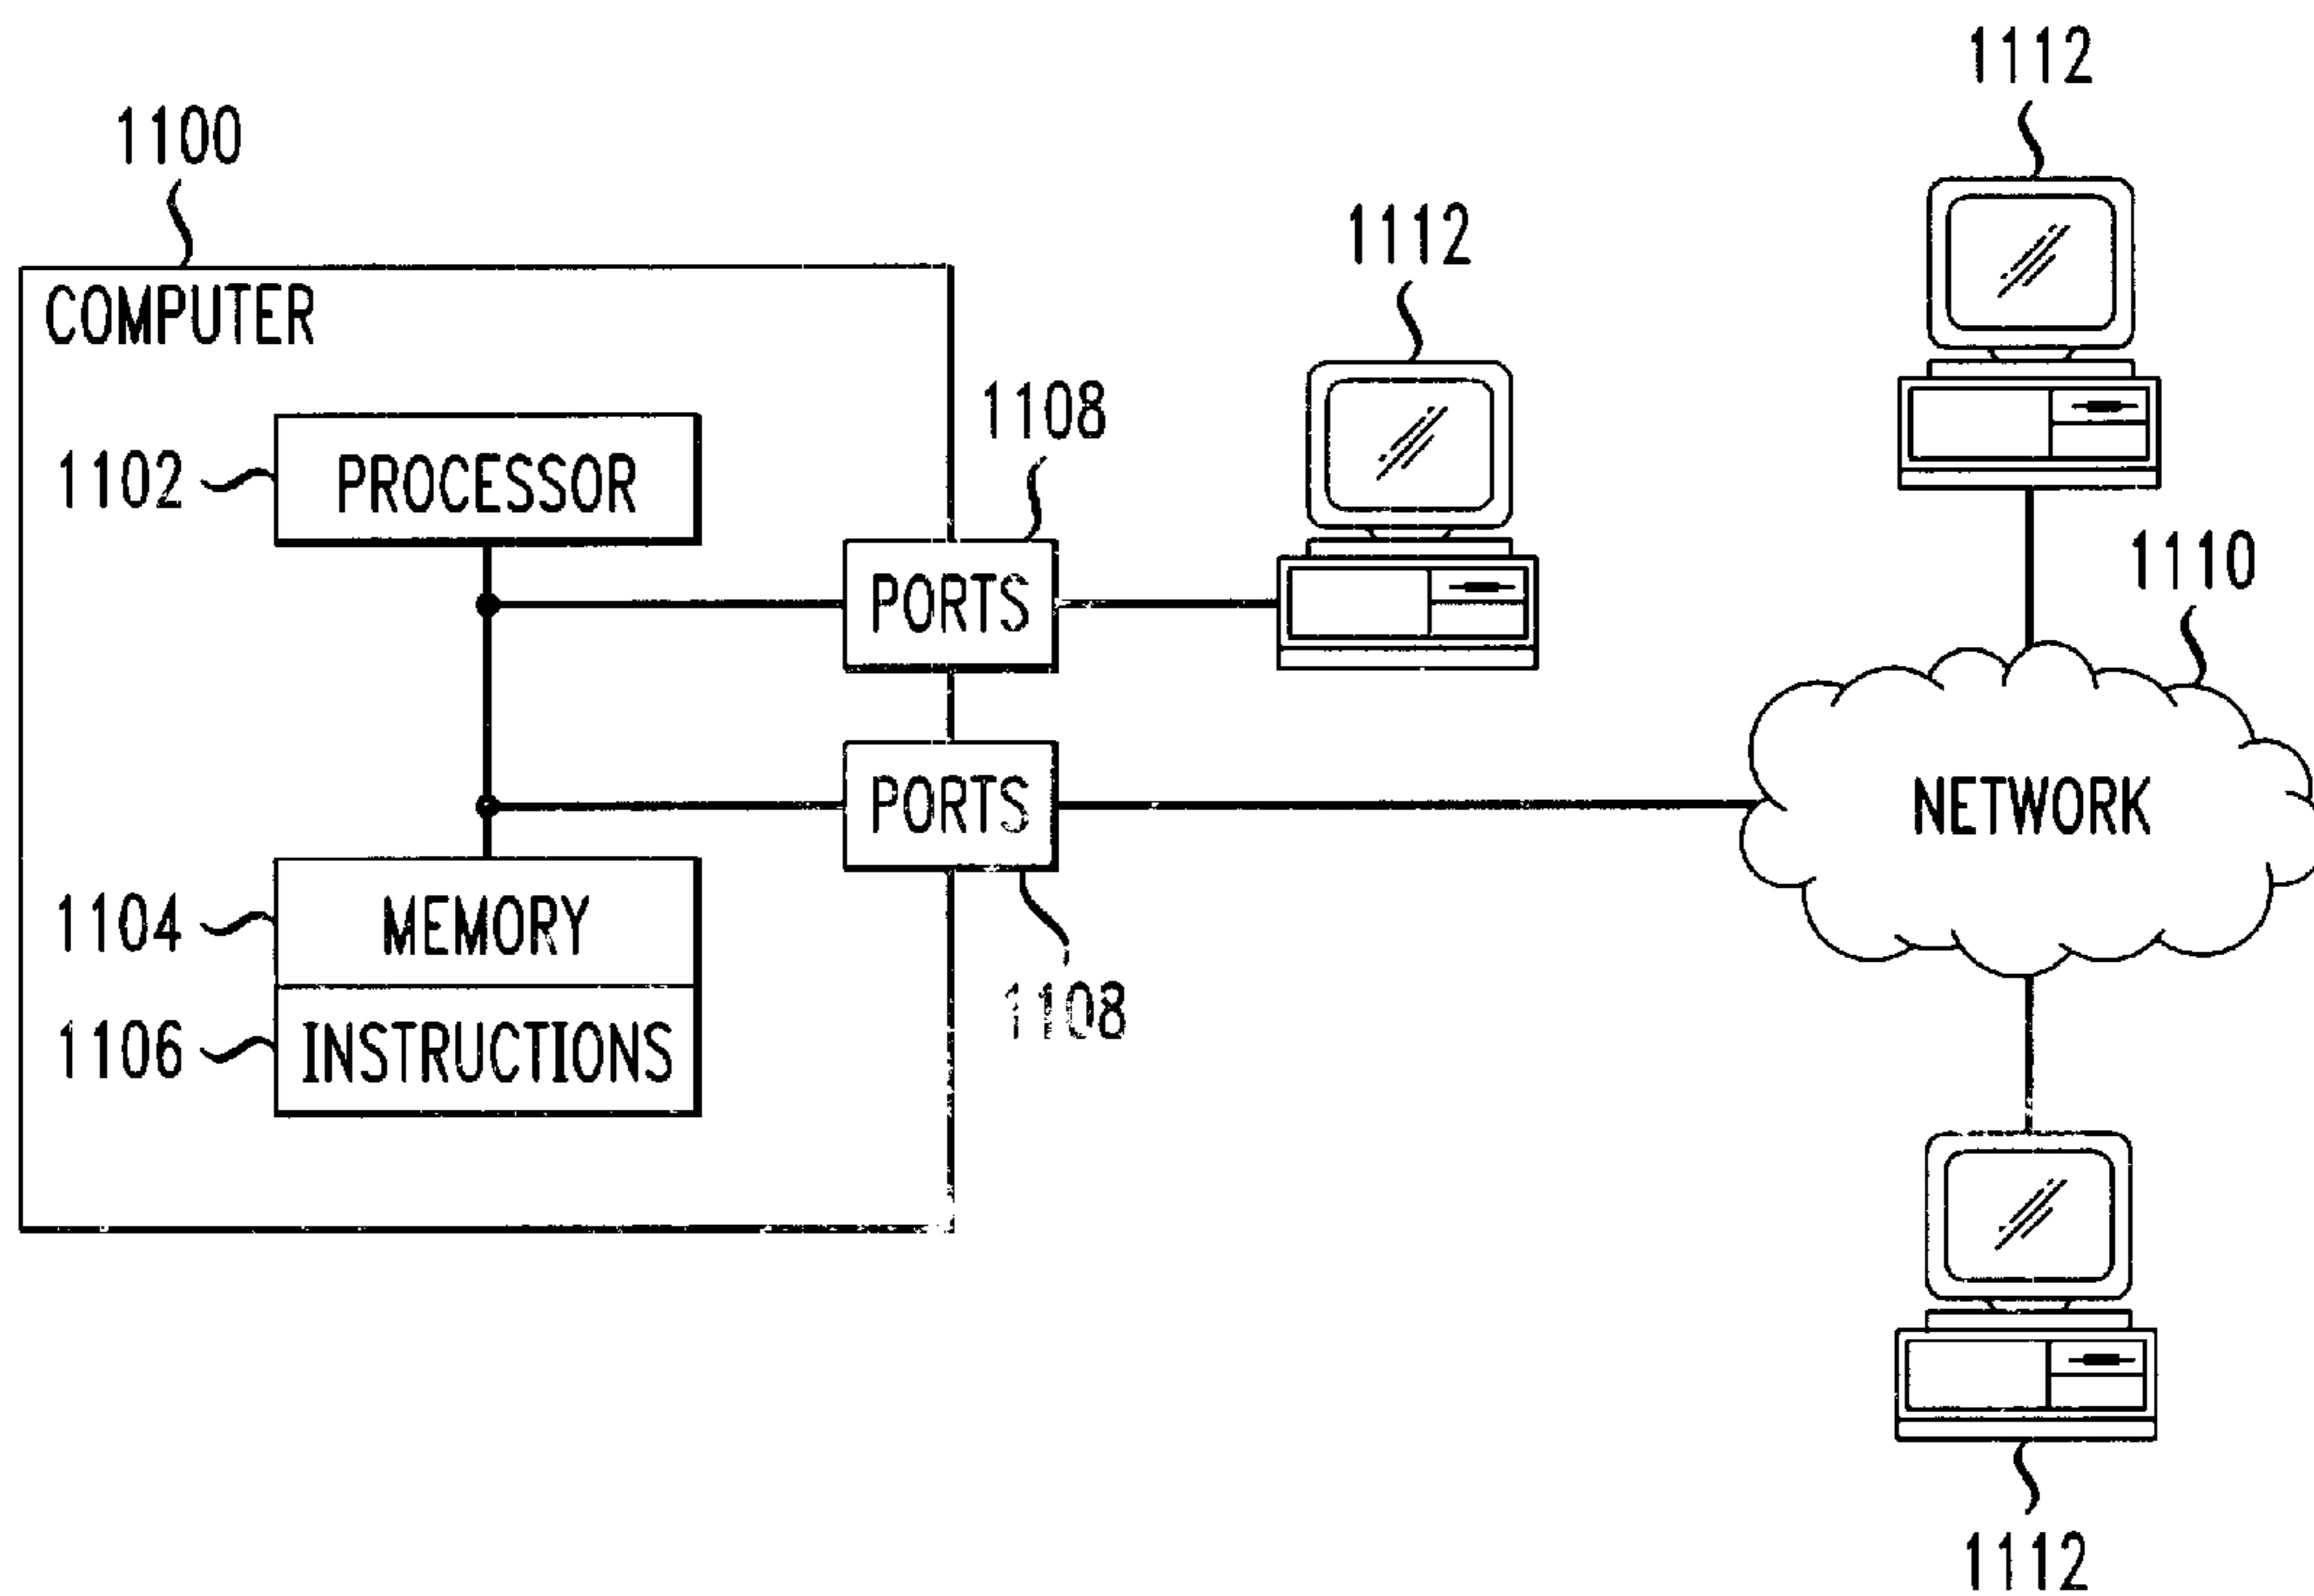 1112
1100
1112
COMPUTER
1108
1102
PROCESSOR
1110
PORTS
NETWORK
PORTS
1104
MEMORY
1108
1106
INSTRUCTIONS
1112